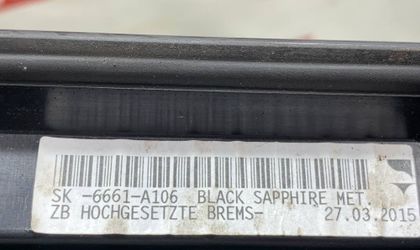 SK -6661-A106 BLACK SAPPHIRE MET.
ZB HOCHGESETZTE BREMS- 27.03.2015